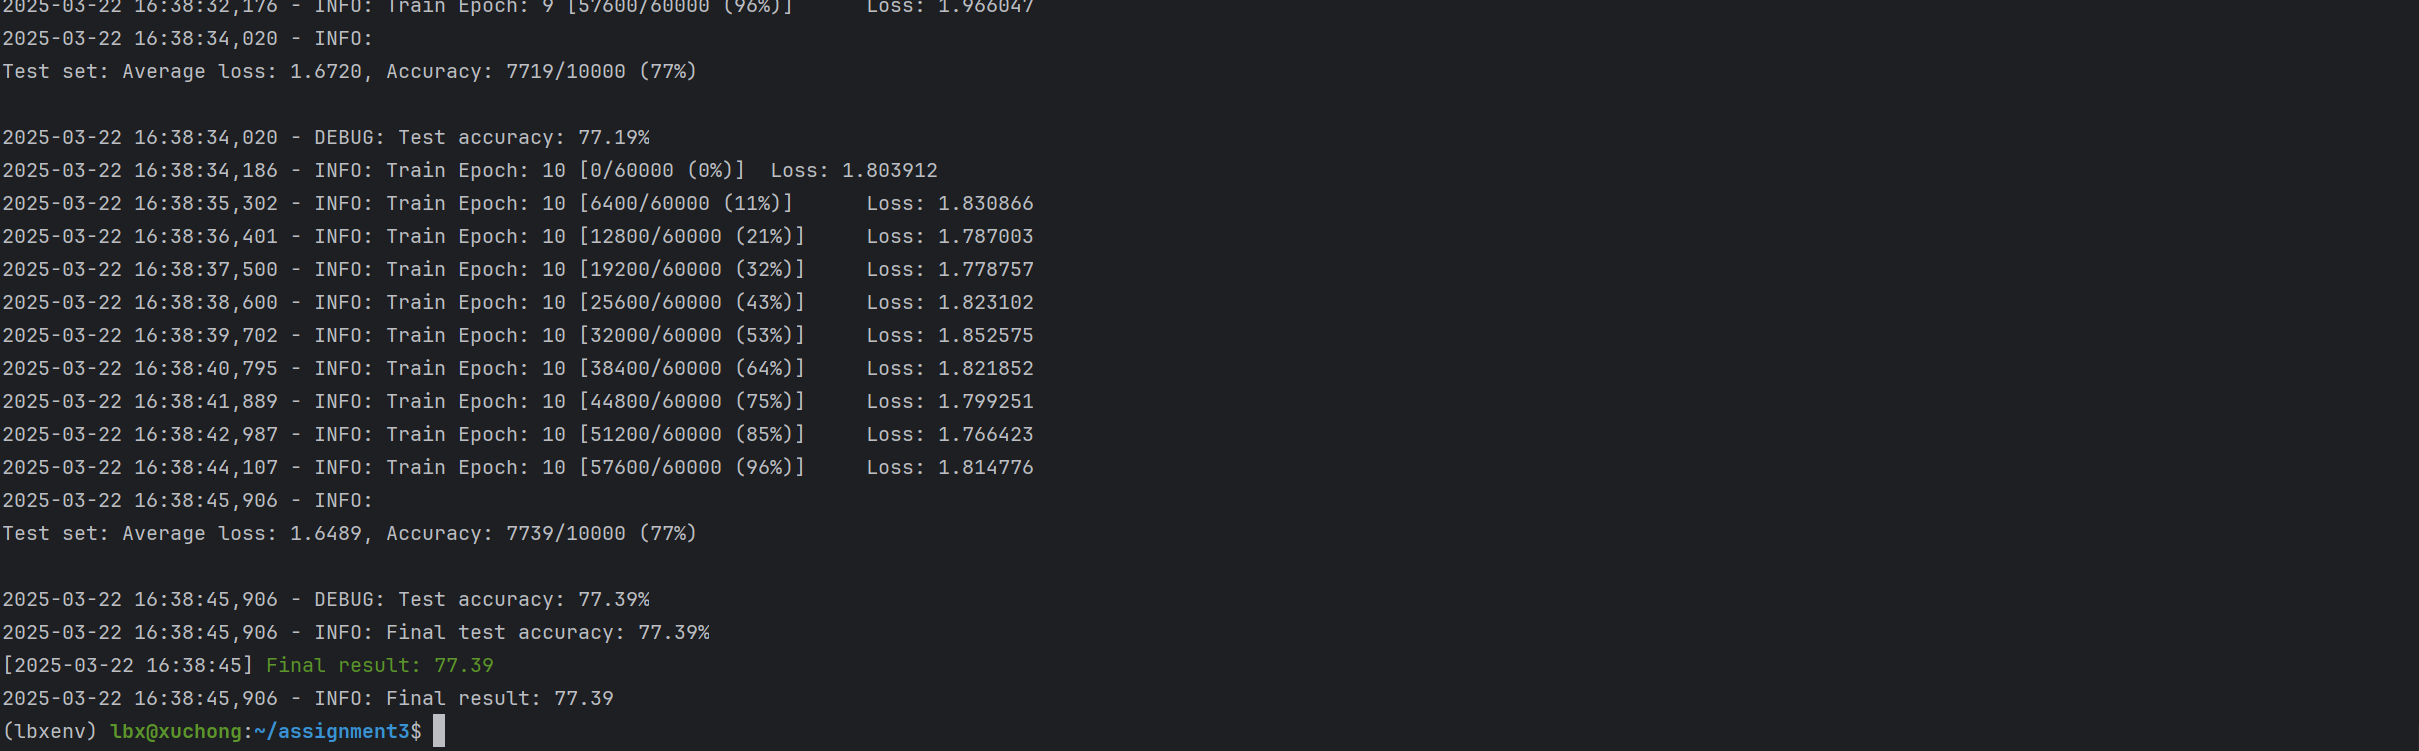 2025-03-22 16:38:32,176 - INFO: Train Epoch: 9 [57600/60000 (96%)]      Loss: 1.966047
2025-03-22 16:38:34,020 - INFO:
Test set: Average loss: 1.6720, Accuracy: 7719/10000 (77%)
2025-03-22 16:38:34,020 - DEBUG: Test accuracy: 77.19%
2025-03-22 16:38:34,186 - INFO: Train Epoch: 10 [0/60000 (0%)]  Loss: 1.803912
2025-03-22 16:38:35,302 - INFO: Train Epoch: 10 [6400/60000 (11%)]      Loss: 1.830866
2025-03-22 16:38:36,401 - INFO: Train Epoch: 10 [12800/60000 (21%)]     Loss: 1.787003
2025-03-22 16:38:37,500 - INFO: Train Epoch: 10 [19200/60000 (32%)]     Loss: 1.778757
2025-03-22 16:38:38,600 - INFO: Train Epoch: 10 [25600/60000 (43%)]     Loss: 1.823102
2025-03-22 16:38:39,702 - INFO: Train Epoch: 10 [32000/60000 (53%)]     Loss: 1.852575
2025-03-22 16:38:40,795 - INFO: Train Epoch: 10 [38400/60000 (64%)]     Loss: 1.821852
2025-03-22 16:38:41,889 - INFO: Train Epoch: 10 [44800/60000 (75%)]     Loss: 1.799251
2025-03-22 16:38:42,987 - INFO: Train Epoch: 10 [51200/60000 (85%)]     Loss: 1.766423
2025-03-22 16:38:44,107 - INFO: Train Epoch: 10 [57600/60000 (96%)]     Loss: 1.814776
2025-03-22 16:38:45,906 - INFO:
Test set: Average loss: 1.6489, Accuracy: 7739/10000 (77%)
2025-03-22 16:38:45,906 - DEBUG: Test accuracy: 77.39%
2025-03-22 16:38:45,906 - INFO: Final test accuracy: 77.39%
[2025-03-22 16:38:45] Final result: 77.39
2025-03-22 16:38:45,906 - INFO: Final result: 77.39
(lbxenv) lbx@xuchong:~/assignment3$